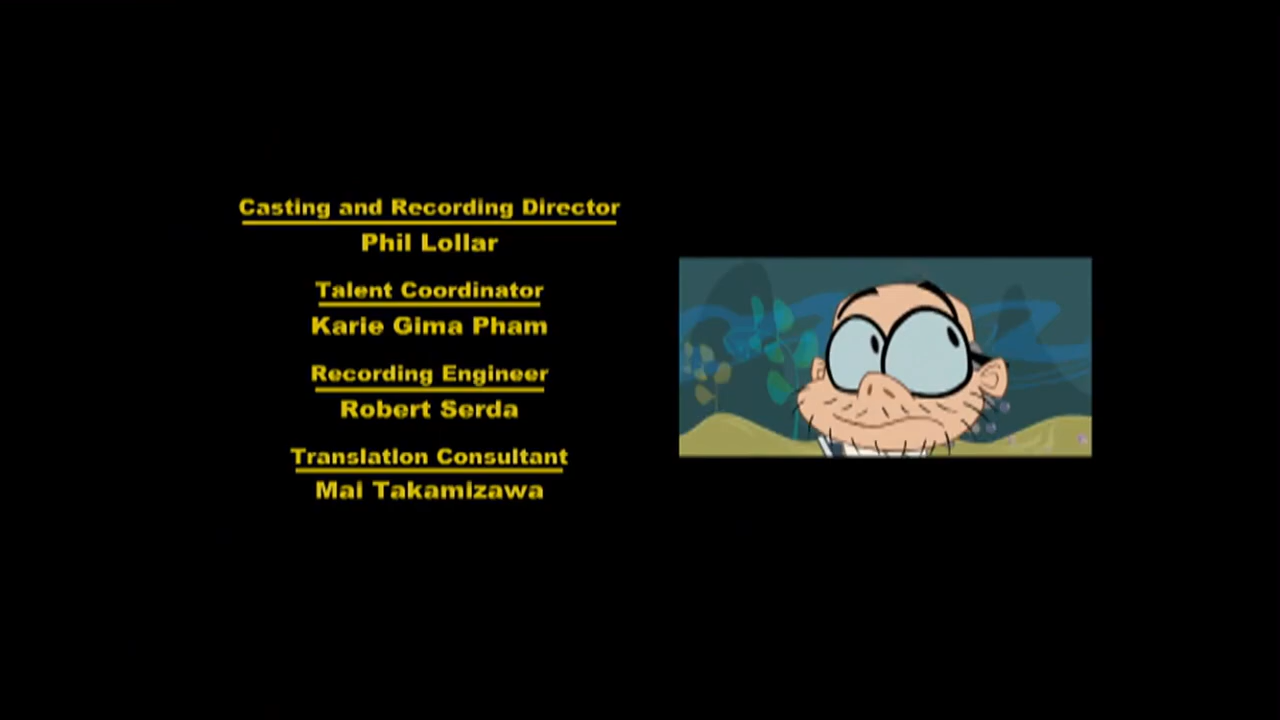 Casting and Recording Director
Phil Lollar
Talent Coordinator
Karie Gima Pham
Recording Engineer
Robert Serda
Translation Consultant
Mai Takamizawa